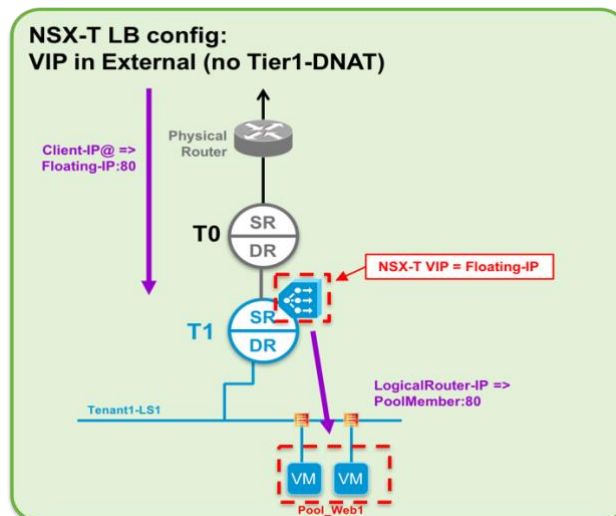 NSX-T LB config:
VIP in External (no Tier1-DNAT)
Client-IP@ =>
Floating-IP:80
Physical
Router
SR
T0
DR
NSX-T VIP = Floating-IP
SR
T1
DR
LogicalRouter-IP =>
PoolMember:80
Tenant1-LS1
VM
VM
Pool_Web1